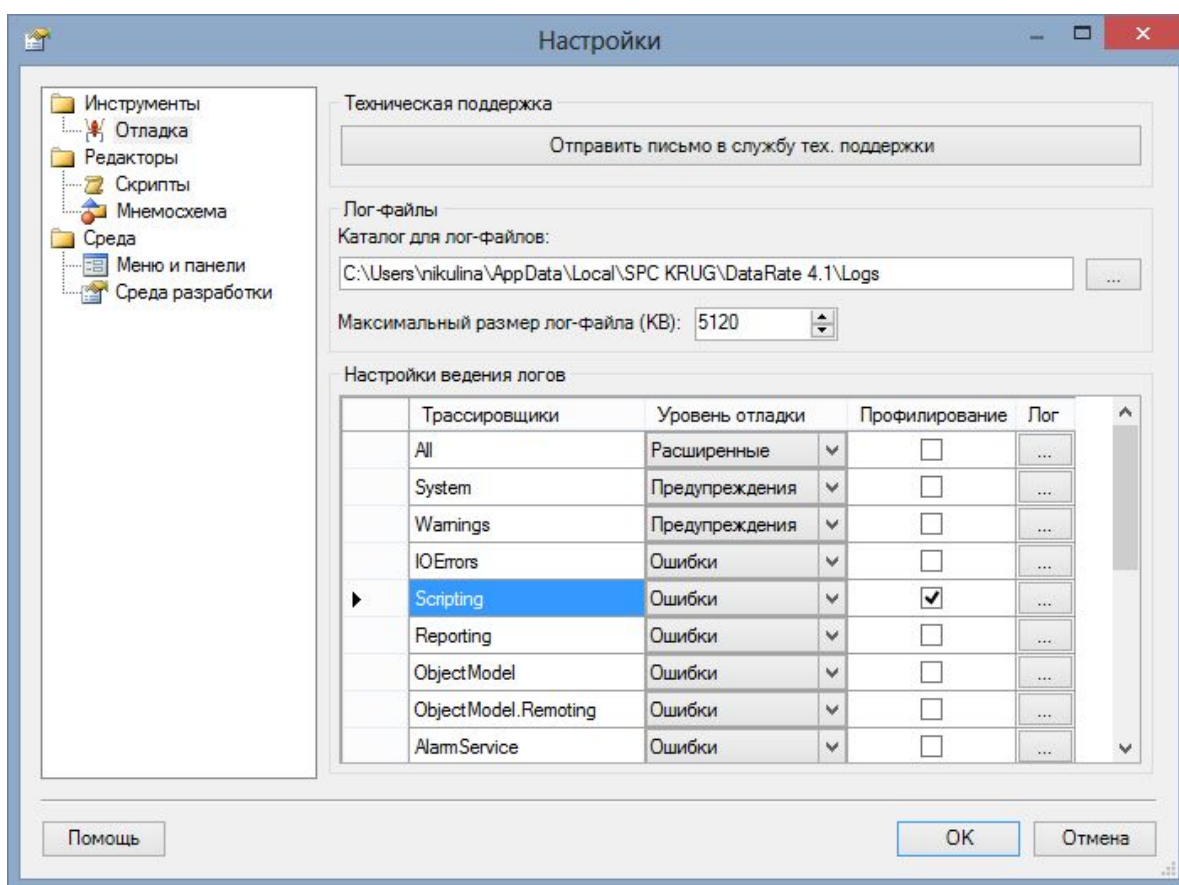 Настройки
Инструменты
Отладка
Редакторы
Скрипты
Мнемосхема
Среда
Меню и панели
Среда разработки
Техническая поддержка
Отправить письмо в службу тех. поддержки
Лог-файлы
Каталог для лог-файлов:
C:\Users\nikulina\AppData\Local\SPC KRUG\DataRate 4.1\Logs ...
Максимальный размер лог-файла (KB): 5120
Настройки ведения логов
Трассировщики Уровень отладки Профилирование Лог
All Расширенные ...
System Предупреждения ...
Warnings Предупреждения ...
IOErrors Ошибки ...
Scripting Ошибки ...
Reporting Ошибки ...
ObjectModel Ошибки ...
ObjectModel.Remoting Ошибки ...
AlarmService Ошибки ...
Помощь OK Отмена